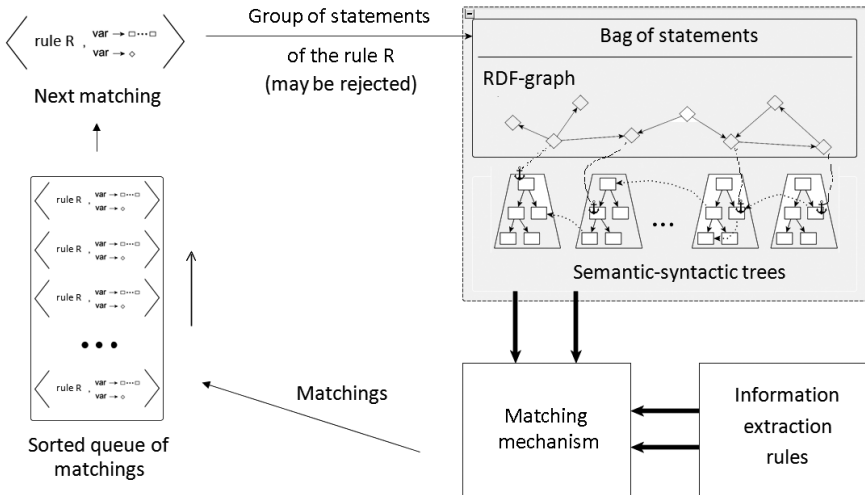 rule R , var → □…□
var → ◇
Next matching
Group of statements
of the rule R
(may be rejected)
Bag of statements
RDF-graph
Semantic-syntactic trees
rule R , var → □…□
var → ◇
rule R , var → □…□
var → ◇
rule R , var → □…□
var → ◇
rule R , var → □…□
var → ◇
Sorted queue of
matchings
Matchings
Matching
mechanism
Information
extraction
rules